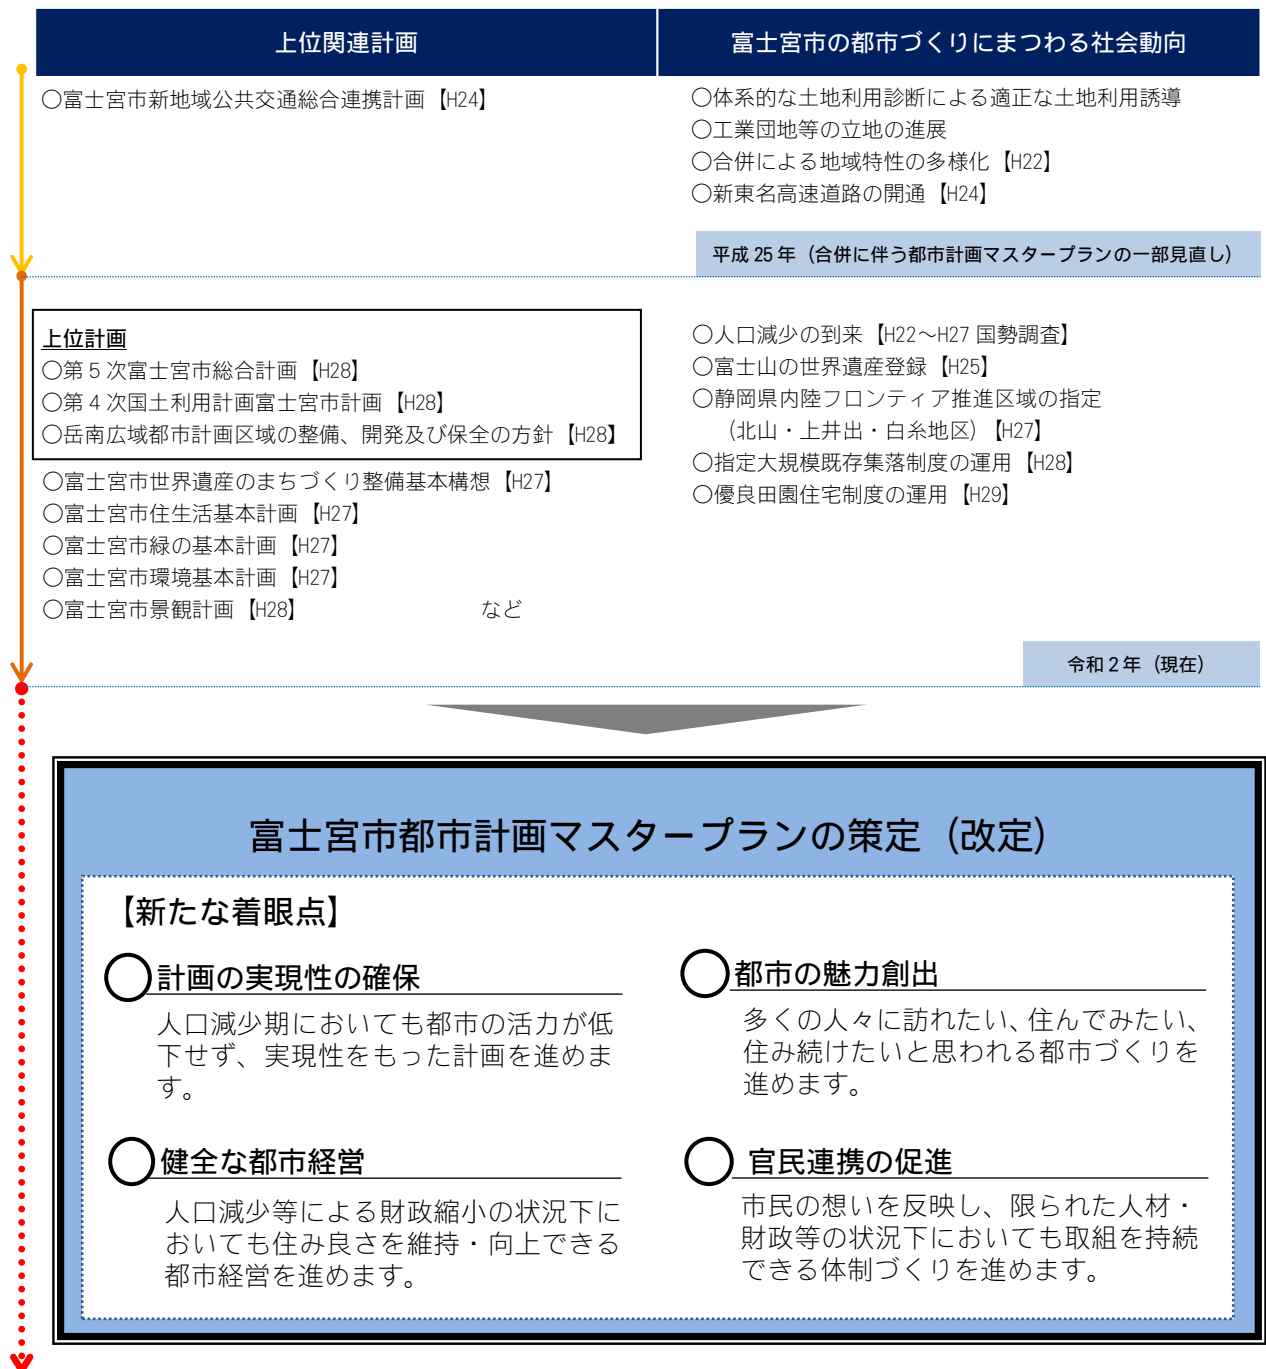 上位関連計画
富士宮市の都市づくりにまつわる社会動向
○富士宮市新地域公共交通総合連携計画【H24】
○体系的な土地利用診断による適正な土地利用誘導
○工業団地等の立地の進展
○合併による地域特性の多様化【H22】
○新東名高速道路の開通【H24】
平成25年（合併に伴う都市計画マスタープランの一部見直し）
上位計画
○第5次富士宮市総合計画【H28】
○第4次国土利用計画富士宮市計画【H28】
○岳南広域都市計画区域の整備、開発及び保全の方針【H28】
○富士宮市世界遺産のまちづくり整備基本構想【H27】
○富士宮市住生活基本計画【H27】
○富士宮市緑の基本計画【H27】
○富士宮市環境基本計画【H27】
○富士宮市景観計画【H28】　など
○人口減少の到来【H22～H27 国勢調査】
○富士山の世界遺産登録【H25】
○静岡県内陸フロンティア推進区域の指定
（北山・上井出・白糸地区）【H27】
○指定大規模既存集落制度の運用【H28】
○優良田園住宅制度の運用【H29】
令和2年（現在）
富士宮市都市計画マスタープランの策定（改定）
【新たな着眼点】
計画の実現性の確保
人口減少期においても都市の活力が低
下せず、実現性をもった計画を進めま
す。
都市の魅力創出
多くの人々に訪れたい、住んでみたい、
住み続けたいと思われる都市づくりを
進めます。
健全な都市経営
人口減少等による財政縮小の状況下に
おいても住み良さを維持・向上できる
都市経営を進めます。
官民連携の促進
市民の想いを反映し、限られた人材・
財政等の状況下においても取組を持続
できる体制づくりを進めます。